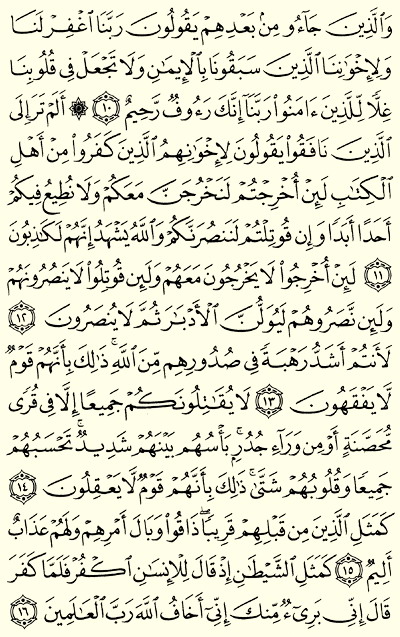 وَٱلَّذِينَ جَآءُو مِنۢ بَعْدِهِمْ يَقُولُونَ رَبَّنَا ٱغْفِرْ لَنَا
وَلِإِخْوَٰنِنَا ٱلَّذِينَ سَبَقُونَا بِٱلْإِيمَٰنِ وَلَا تَجْعَلْ فِى قُلُوبِنَا
غِلًّا لِّلَّذِينَ ءَامَنُوا۟ رَبَّنَآ إِنَّكَ رَءُوفٌ رَّحِيمٌ ١٠ ۞ أَلَمْ تَرَ إِلَى
ٱلَّذِينَ نَافَقُوا۟ يَقُولُونَ لِإِخْوَٰنِهِمُ ٱلَّذِينَ كَفَرُوا۟ مِنْ أَهْلِ
ٱلْكِتَٰبِ لَئِنْ أُخْرِجْتُمْ لَنَخْرُجَنَّ مَعَكُمْ وَلَا نُطِيعُ فِيكُمْ
أَحَدًا أَبَدًا وَإِن قُوتِلْتُمْ لَنَنصُرَنَّكُمْ وَٱللَّهُ يَشْهَدُ إِنَّهُمْ لَكَٰذِبُونَ
١١ لَئِنْ أُخْرِجُوا۟ لَا يَخْرُجُونَ مَعَهُمْ وَلَئِن قُوتِلُوا۟ لَا يَنصُرُونَهُمْ
وَلَئِن نَّصَرُوهُمْ لَيُوَلُّنَّ ٱلْأَدْبَٰرَ ثُمَّ لَا يُنصَرُونَ ١٢
لَأَنتُمْ أَشَدُّ رَهْبَةً فِى صُدُورِهِم مِّنَ ٱللَّهِ ۚ ذَٰلِكَ بِأَنَّهُمْ قَوْمٌ
لَّا يَفْقَهُونَ ١٣ لَا يُقَٰتِلُونَكُمْ جَمِيعًا إِلَّا فِى قُرًى
مُّحَصَّنَةٍ أَوْ مِن وَرَآءِ جُدُرٍۭ ۚ بَأْسُهُم بَيْنَهُمْ شَدِيدٌ ۚ تَحْسَبُهُمْ
جَمِيعًا وَقُلُوبُهُمْ شَتَّىٰ ۚ ذَٰلِكَ بِأَنَّهُمْ قَوْمٌ لَّا يَعْقِلُونَ ١٤
كَمَثَلِ ٱلَّذِينَ مِن قَبْلِهِمْ قَرِيبًا ۖ ذَاقُوا۟ وَبَالَ أَمْرِهِمْ وَلَهُمْ عَذَابٌ
أَلِيمٌ ١٥ كَمَثَلِ ٱلشَّيْطَٰنِ إِذْ قَالَ لِلْإِنسَٰنِ ٱكْفُرْ فَلَمَّا كَفَرَ
قَالَ إِنِّى بَرِىٓءٌ مِّنكَ إِنِّىٓ أَخَافُ ٱللَّهَ رَبَّ ٱلْعَٰلَمِينَ ١٦